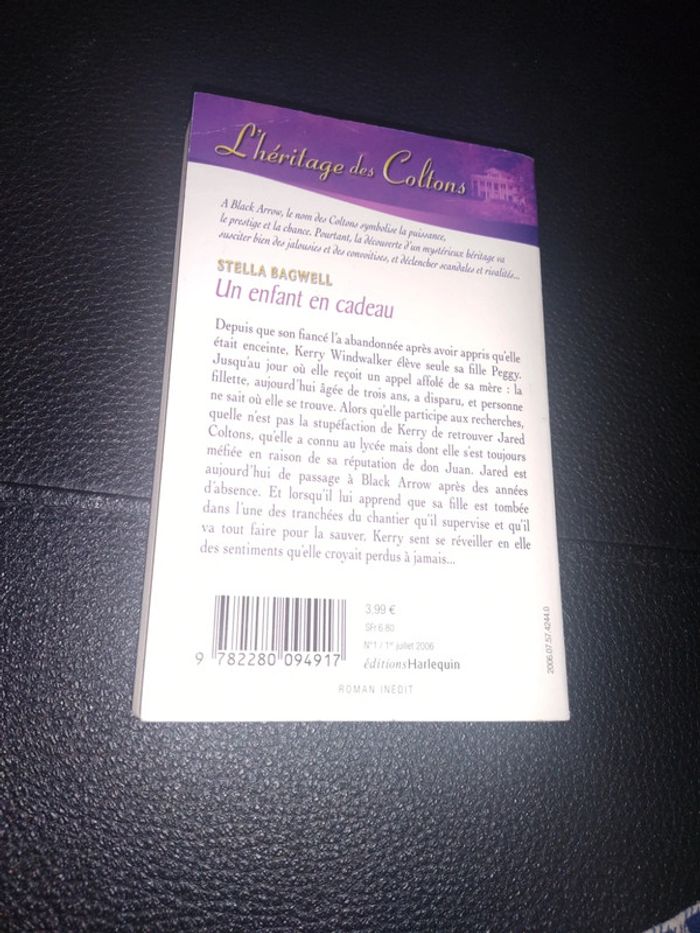 L'héritage des Coltons
A Black Arrow, le nom des Coltons symbolise la puissance,
le prestige et la chance. Pourtant, la découverte d'un mystérieux héritage va
susciter bien des jalousies et des convoitises, et déclencher scandales et rivalités...
STELLA BAGWELL
Un enfant en cadeau
Depuis que son fiancé l'a abandonnée après avoir appris qu'elle
était enceinte, Kerry Windwalker élève seule sa fille Peggy.
Jusqu'au jour où elle reçoit un appel affolé de sa mère : la
fillette, aujourd'hui âgée de trois ans, a disparu, et personne
ne sait où elle se trouve. Alors qu'elle participe aux recherches,
quelle n'est pas la stupéfaction de Kerry de retrouver Jared
Coltons, qu'elle a connu au lycée mais dont elle s'est toujours
méfiée en raison de sa réputation de don Juan. Jared est
aujourd'hui de passage à Black Arrow après des années
d'absence. Et lorsqu'il lui apprend que sa fille est tombée
dans l'une des tranchées du chantier qu'il supervise et qu'il
va tout faire pour la sauver, Kerry sent se réveiller en elle
des sentiments qu'elle croyait perdus à jamais...
3,99 €
SFr 6.80
N°1 / 1er juillet 2006
éditionsHarlequin
9 782280 094917
ROMAN INÉDIT
2006.07.57.4244.0